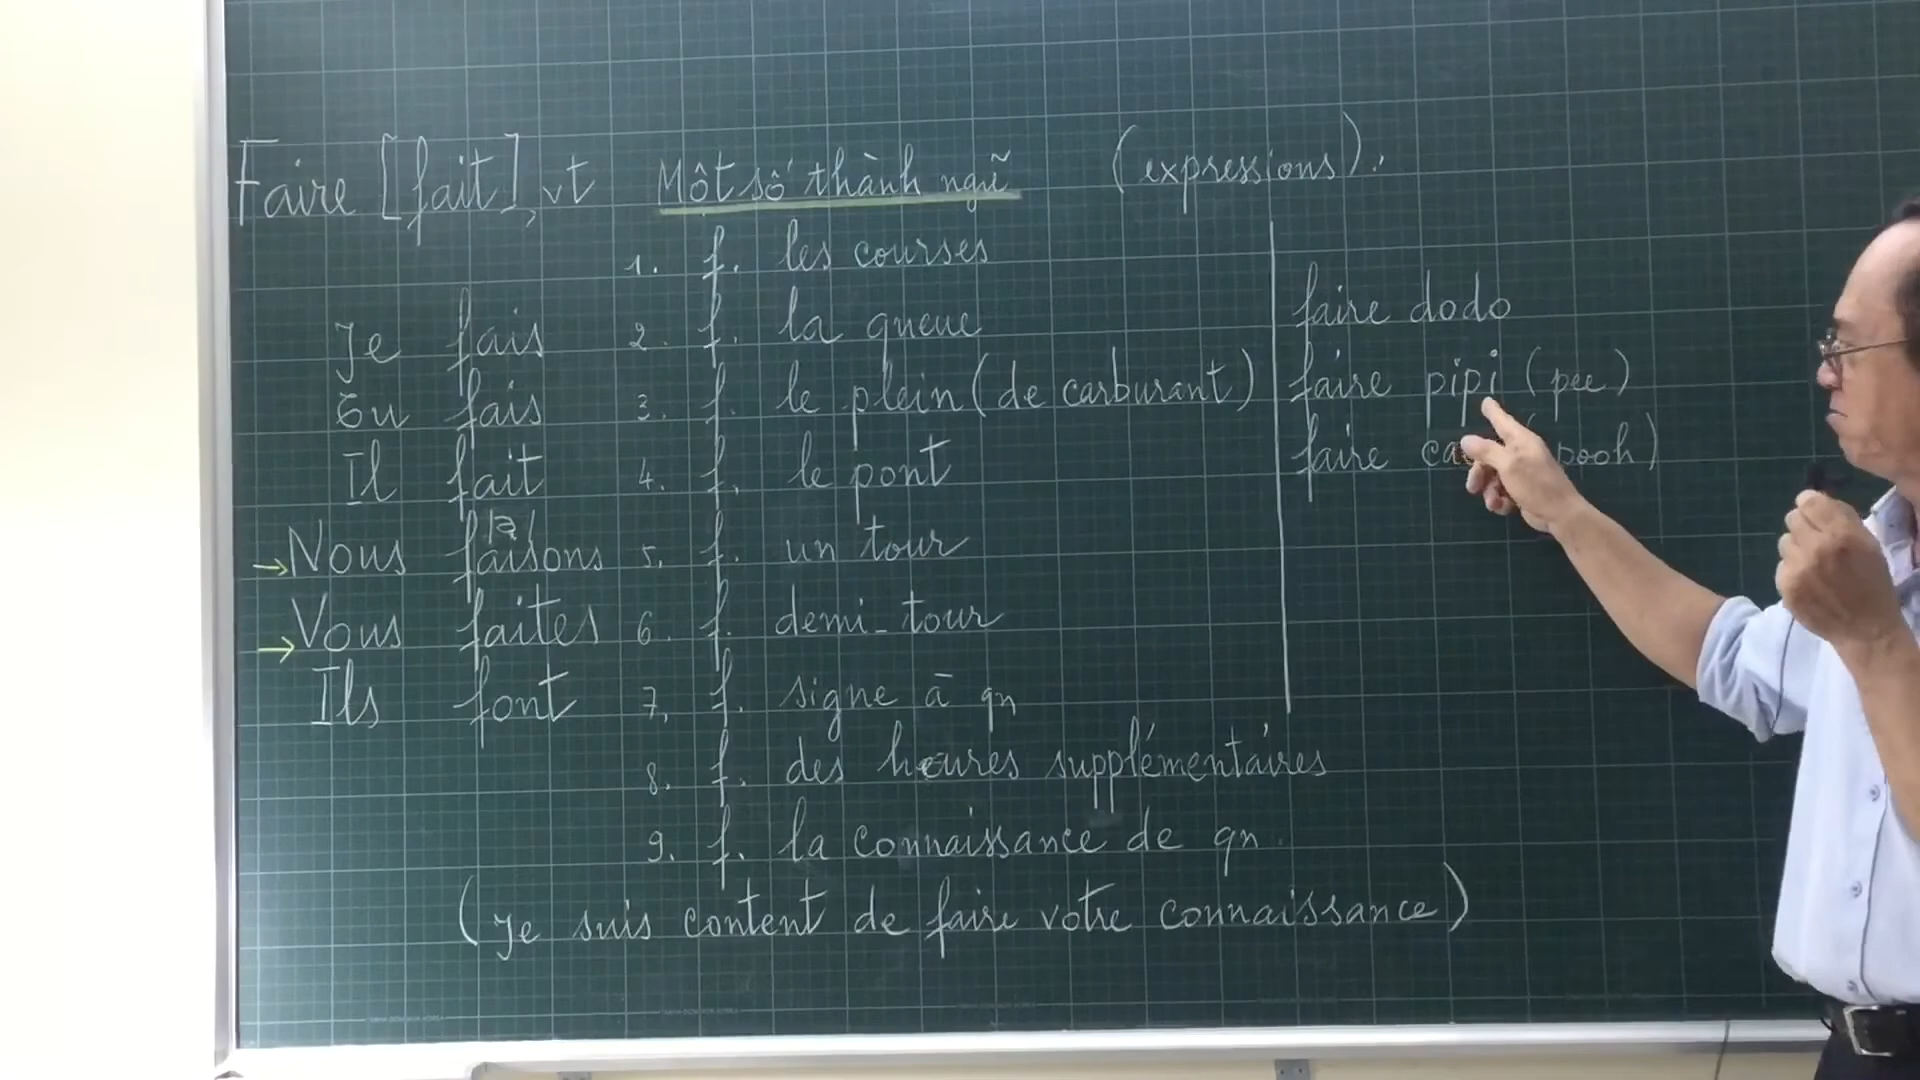 Faire [fait], vt Một số thành ngữ (expressions).
1. f. les courses
Je fais 2. f. la queue
Tu fais 3. f. le plein (de carburant)
Il fait 4. f. le pont
|ə|
→ Nous faisons 5. f. un tour
→ Vous faites 6. f. demi-tour
Ils font 7. f. signe à qn
8. f. des heures supplémentaires
9. f. la connaissance de qn.
(Je suis content de faire votre connaissance)
faire dodo
faire pipi (pee)
faire (pooh)